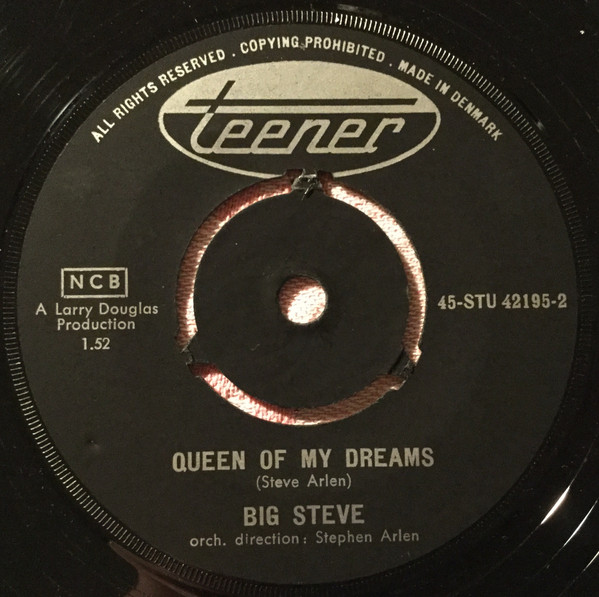 ALL RIGHTS RESERVED . COPYING PROHIBITED . MADE IN DENMARK
teener
NCB
A Larry Douglas
Production
1.52
45-STU 42195-2
QUEEN OF MY DREAMS
(Steve Arlen)
BIG STEVE
orch. direction: Stephen Arlen